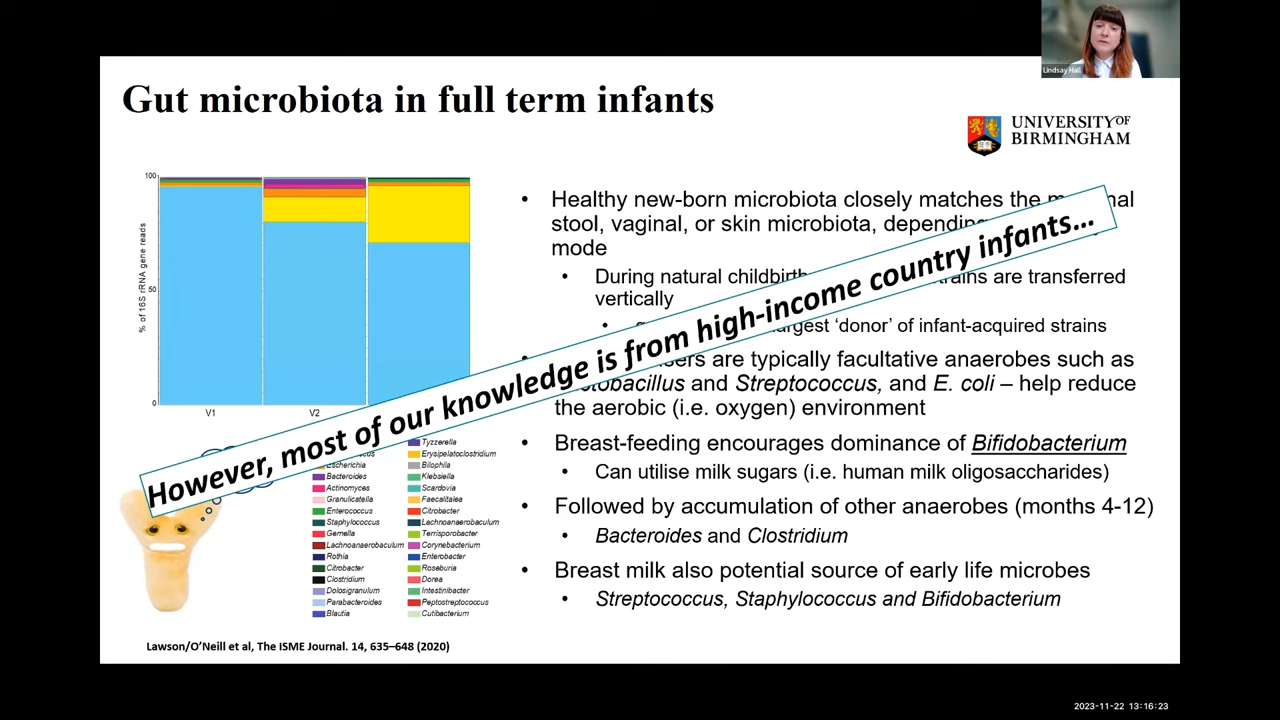 Lindsay Hall
Gut microbiota in full term infants
UNIVERSITYOF
BIRMINGHAM
100
50
0
% of 16S rRNA gene reads
V1
V2
• Healthy new-born microbiota closely matches the
stool, vaginal, or skin microbiota, depending
mode
• During natural childbirth are transferred
vertically
• largest ‘donor’ of infant-acquired strains
are typically facultative anaerobes such as
and Streptococcus, and E. coli – help reduce
the aerobic (i.e. oxygen) environment
• Breast-feeding encourages dominance of Bifidobacterium
• Can utilise milk sugars (i.e. human milk oligosaccharides)
• Followed by accumulation of other anaerobes (months 4-12)
• Bacteroides and Clostridium
• Breast milk also potential source of early life microbes
• Streptococcus, Staphylococcus and Bifidobacterium
However, most of our knowledge is from high-income country infants...
Escherichia
Bacteroides
Actinomyces
Granulicatella
Enterococcus
Staphylococcus
Gemella
Lachnoanaerobaculum
Rothia
Citrobacter
Clostridium
Dolosigranulum
Parabacteroides
Blautia
Tyzzerella
Erysipelatoclostridium
Bilophila
Klebsiella
Scardovia
Faecalitalea
Citrobacter
Lachnoanaerobaculum
Terrisporobacter
Corynebacterium
Enterobacter
Roseburia
Dorea
Intestinibacter
Peptostreptococcus
Cutibacterium
Lawson/O’Neill et al, The ISME Journal. 14, 635–648 (2020)
2023-11-22 13:16:23